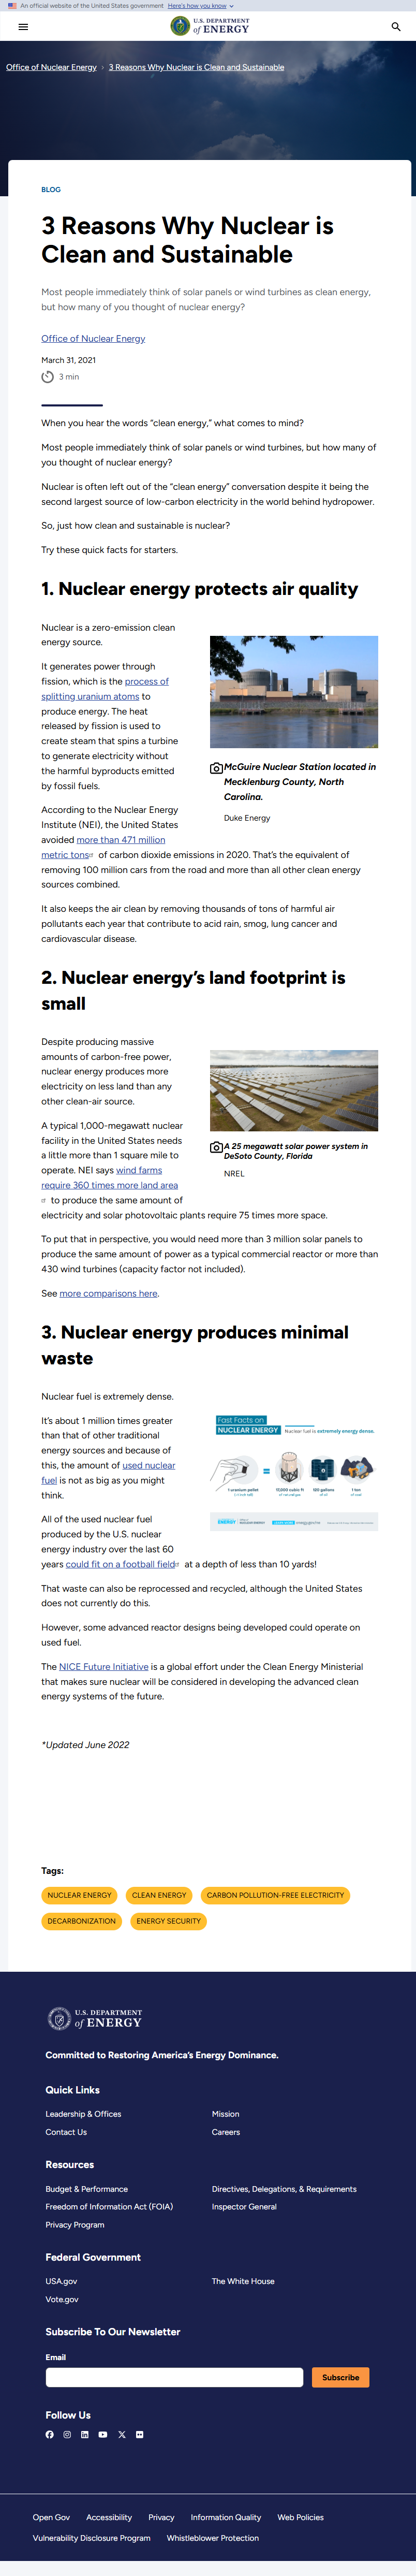 An official website of the United States government Here's how you know
U.S. DEPARTMENT
of ENERGY
Office of Nuclear Energy
3 Reasons Why Nuclear is Clean and Sustainable
BLOG
3 Reasons Why Nuclear is
Clean and Sustainable
Most people immediately think of solar panels or wind turbines as clean energy,
but how many of you thought of nuclear energy?
Office of Nuclear Energy
March 31, 2021
3 min
When you hear the words “clean energy,” what comes to mind?
Most people immediately think of solar panels or wind turbines, but how many of
you thought of nuclear energy?
Nuclear is often left out of the “clean energy” conversation despite it being the
second largest source of low-carbon electricity in the world behind hydropower.
So, just how clean and sustainable is nuclear?
Try these quick facts for starters.
1. Nuclear energy protects air quality
Nuclear is a zero-emission clean
energy source.
It generates power through
fission, which is the process of
splitting uranium atoms to
produce energy. The heat
released by fission is used to
create steam that spins a turbine
to generate electricity without
the harmful byproducts emitted
by fossil fuels.
McGuire Nuclear Station located in
Mecklenburg County, North
Carolina.
Duke Energy
According to the Nuclear Energy
Institute (NEI), the United States
avoided more than 471 million
metric tons of carbon dioxide emissions in 2020. That’s the equivalent of
removing 100 million cars from the road and more than all other clean energy
sources combined.
It also keeps the air clean by removing thousands of tons of harmful air
pollutants each year that contribute to acid rain, smog, lung cancer and
cardiovascular disease.
2. Nuclear energy’s land footprint is
small
Despite producing massive
amounts of carbon-free power,
nuclear energy produces more
electricity on less land than any
other clean-air source.
A 25 megawatt solar power system in
DeSoto County, Florida
NREL
A typical 1,000-megawatt nuclear
facility in the United States needs
a little more than 1 square mile to
operate. NEI says wind farms
require 360 times more land area
to produce the same amount of
electricity and solar photovoltaic plants require 75 times more space.
To put that in perspective, you would need more than 3 million solar panels to
produce the same amount of power as a typical commercial reactor or more than
430 wind turbines (capacity factor not included).
See more comparisons here.
3. Nuclear energy produces minimal
waste
Nuclear fuel is extremely dense.
It’s about 1 million times greater
than that of other traditional
energy sources and because of
this, the amount of used nuclear
fuel is not as big as you might
think.
Fast Facts on
NUCLEAR ENERGY
Nuclear fuel is extremely energy dense.
1 uranium pellet
17,000 cubic ft
120 gallons
1 ton
of oil
of coal
ENERGY
All of the used nuclear fuel
produced by the U.S. nuclear
energy industry over the last 60
years could fit on a football field at a depth of less than 10 yards!
That waste can also be reprocessed and recycled, although the United States
does not currently do this.
However, some advanced reactor designs being developed could operate on
used fuel.
The NICE Future Initiative is a global effort under the Clean Energy Ministerial
that makes sure nuclear will be considered in developing the advanced clean
energy systems of the future.
*Updated June 2022
Tags:
NUCLEAR ENERGY
CLEAN ENERGY
CARBON POLLUTION-FREE ELECTRICITY
DECARBONIZATION
ENERGY SECURITY
U.S. DEPARTMENT
of ENERGY
Committed to Restoring America’s Energy Dominance.
Quick Links
Leadership & Offices
Mission
Contact Us
Careers
Resources
Budget & Performance
Directives, Delegations, & Requirements
Freedom of Information Act (FOIA)
Inspector General
Privacy Program
Federal Government
USA.gov
The White House
Vote.gov
Subscribe To Our Newsletter
Email
Subscribe
Follow Us
Open Gov
Accessibility
Privacy
Information Quality
Web Policies
Vulnerability Disclosure Program
Whistleblower Protection